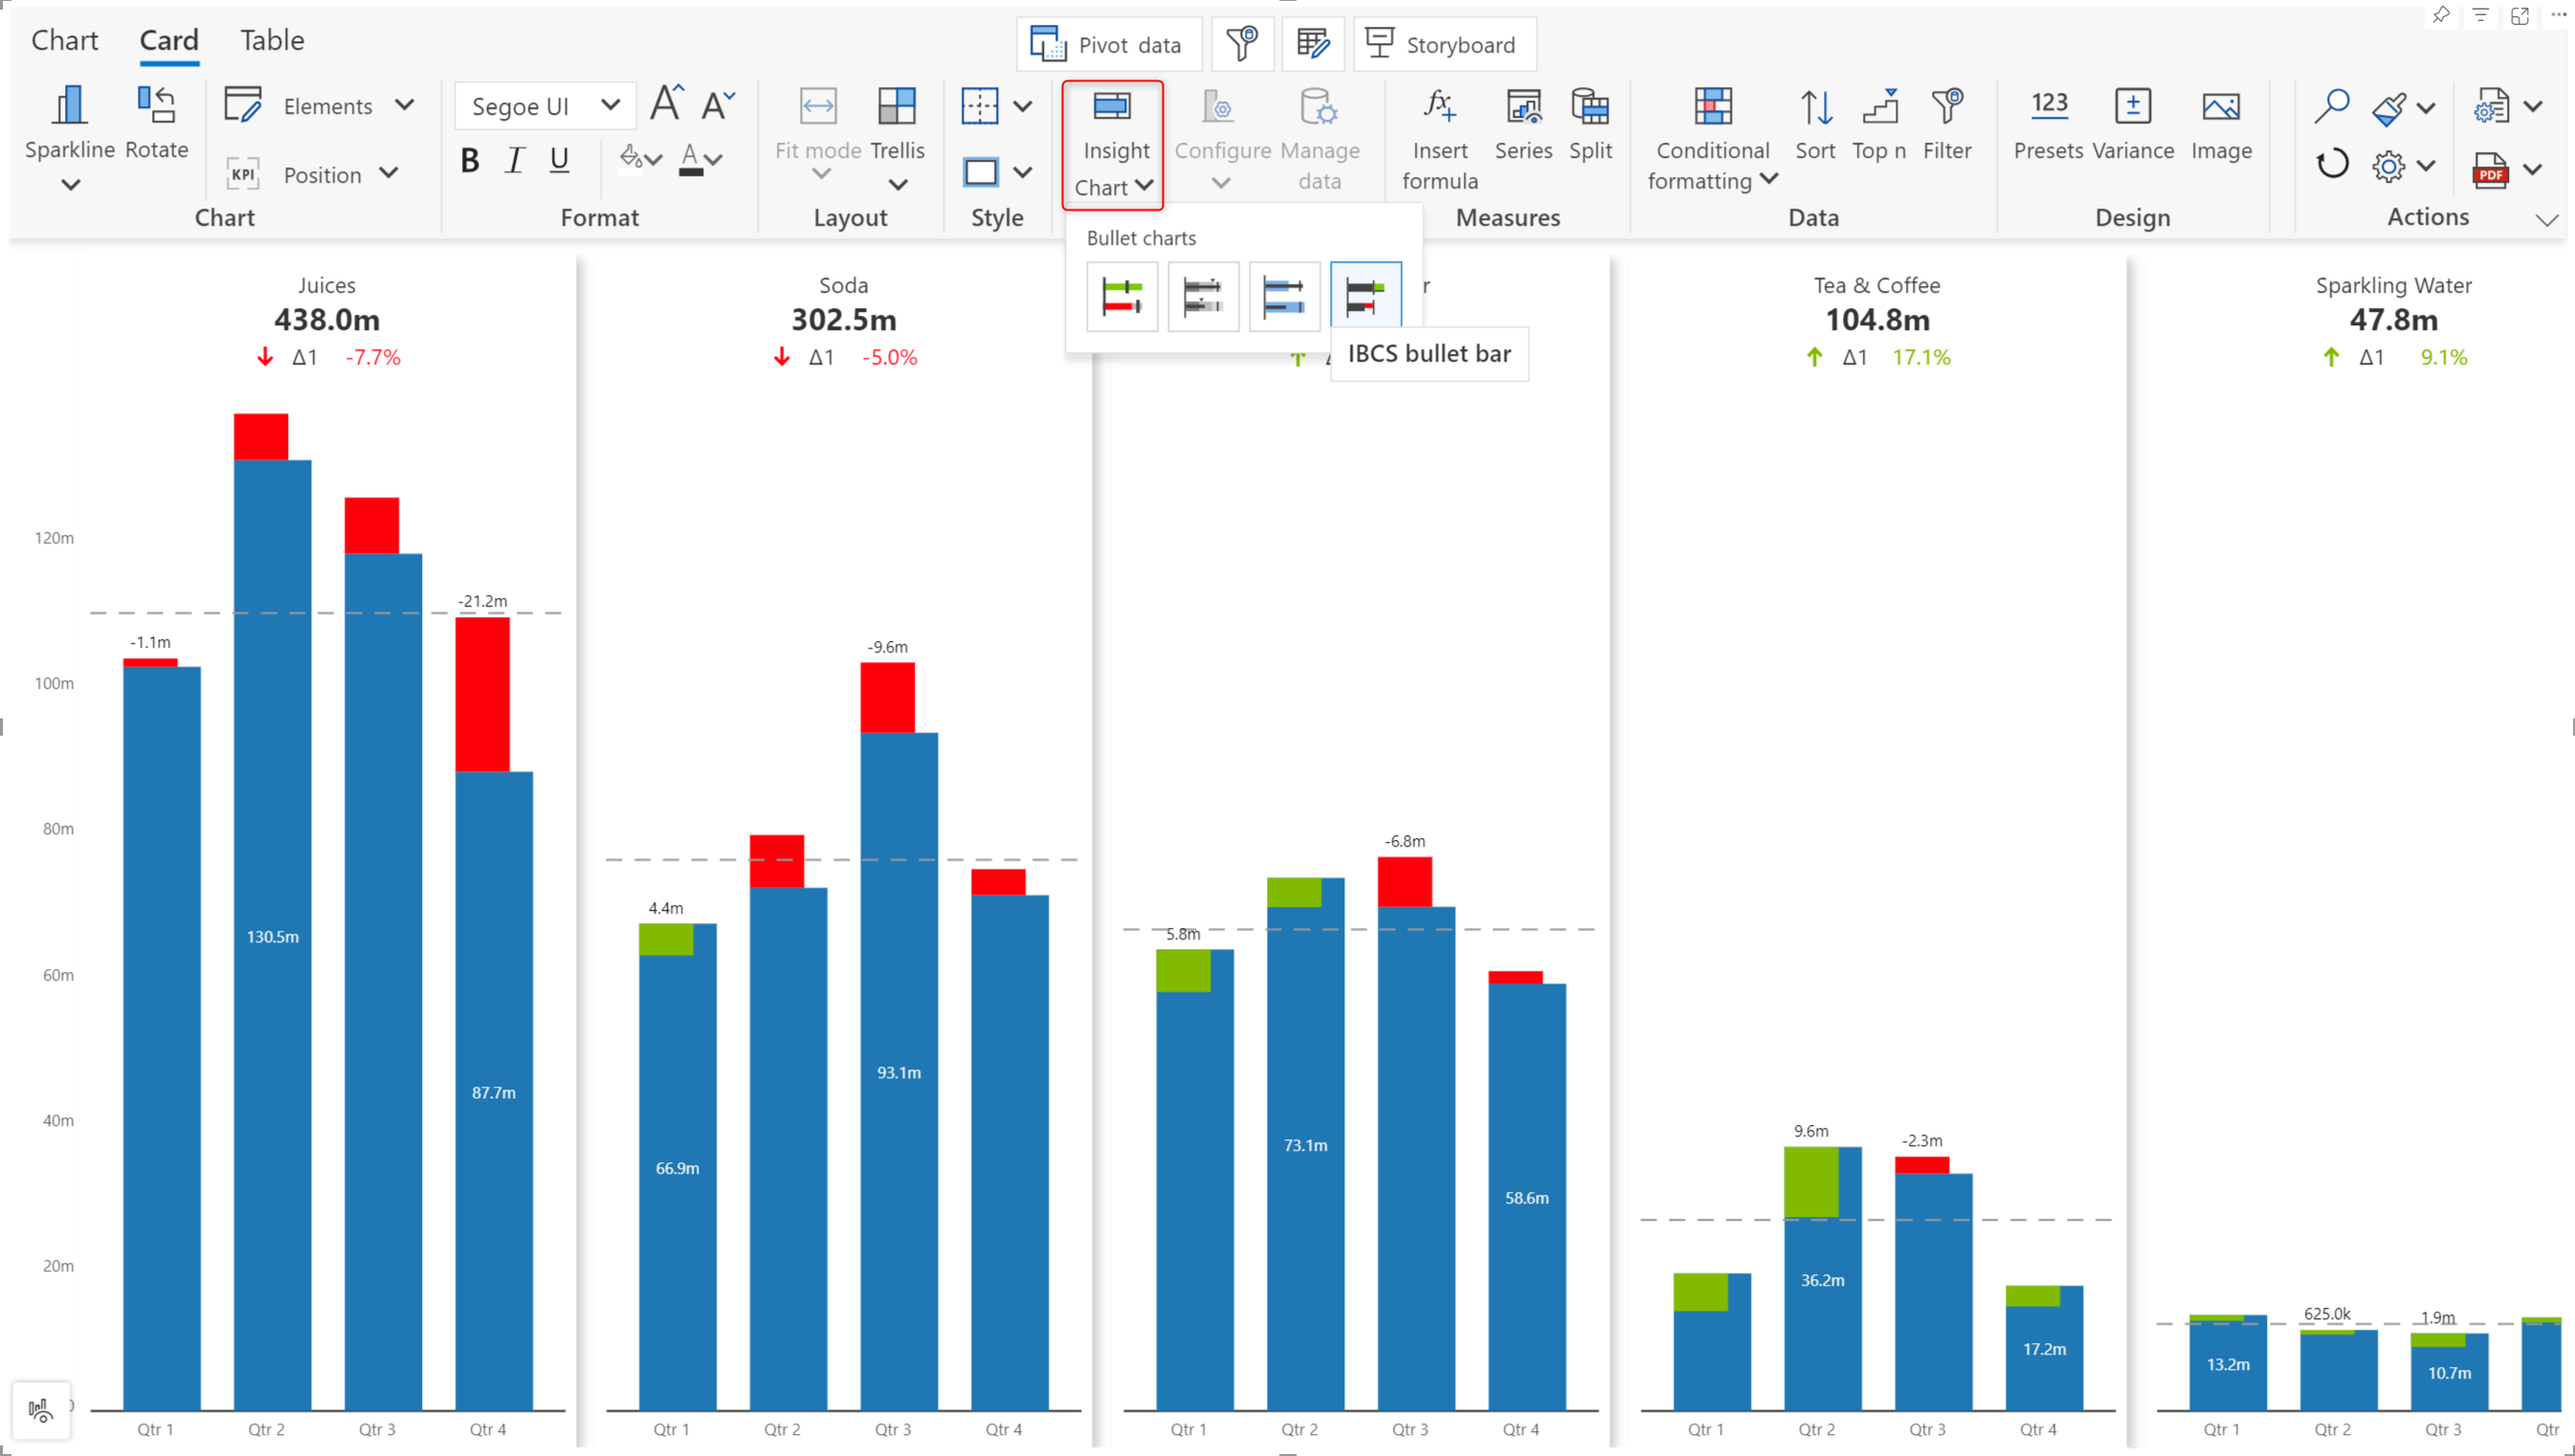 Chart Card Table
Pivot data Storyboard
Sparkline Rotate Elements Position
Chart
Segoe UI A A
B I U A
Format
Fit mode Trellis
Layout
Style
Insight
Chart
Configure Manage
data
Insert
formula
Series Split
Measures
Conditional
formatting
Sort Top n Filter
Data
123
Presets Variance Image
Design
PDF
Actions
KPI
fx
Bullet charts
IBCS bullet bar
Juices
438.0m
Δ1 -7.7%
120m
100m
80m
60m
40m
20m
0
-1.1m
-21.2m
130.5m
87.7m
Qtr 1 Qtr 2 Qtr 3 Qtr 4
Soda
302.5m
Δ1 -5.0%
4.4m
-9.6m
66.9m
93.1m
Qtr 1 Qtr 2 Qtr 3 Qtr 4
r
5.8m
-6.8m
73.1m
58.6m
Qtr 1 Qtr 2 Qtr 3 Qtr 4
Tea & Coffee
104.8m
Δ1 17.1%
9.6m
-2.3m
36.2m
17.2m
Qtr 1 Qtr 2 Qtr 3 Qtr 4
Sparkling Water
47.8m
Δ1 9.1%
625.0k
1.9m
13.2m
10.7m
Qtr 1 Qtr 2 Qtr 3 Qtr